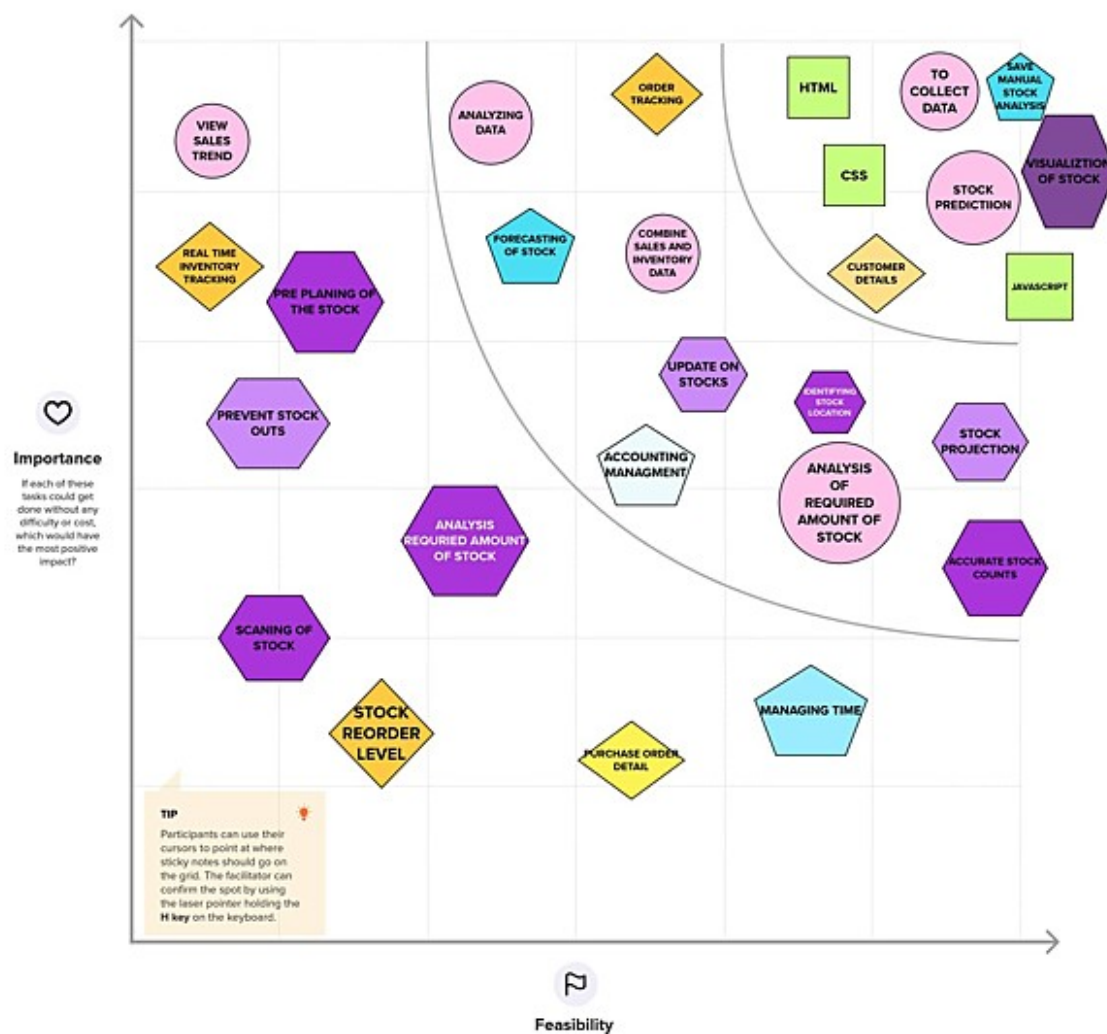 HTML
TO
COLLECT
DATA
SAVE
MANUAL
STOCK
ANALYSIS
ORDER
TRACKING
ANALYZING
DATA
VIEW
SALES
TREND
VISUALIZTION
OF STOCK
CSS
STOCK
PREDICTIION
FORECASTING
OF STOCK
COMBINE
SALES AND
INVENTORY
DATA
REAL TIME
INVENTORY
TRACKING
CUSTOMER
DETAILS
JAVASCRIPT
PRE PLANING OF
THE STOCK
UPDATE ON
STOCKS
IDENTIFYING
STOCK
LOCATION
PREVENT STOCK
OUTS
STOCK
PROJECTION
ACCOUNTING
MANAGMENT
Importance
If each of these
tasks could get
done without any
difficulty or cost,
which would have
the most positive
impact?
ANALYSIS
OF
REQUIRED
AMOUNT OF
STOCK
ANALYSIS
REQURIED AMOUNT
OF STOCK
ACCURATE STOCK
COUNTS
SCANING OF
STOCK
STOCK
REORDER
LEVEL
MANAGING TIME
PURCHASE ORDER
DETAIL
TIP
Participants can use their
cursors to point at where
sticky notes should go on
the grid. The facilitator can
confirm the spot by using
the laser pointer holding the
H key on the keyboard.
Feasibility